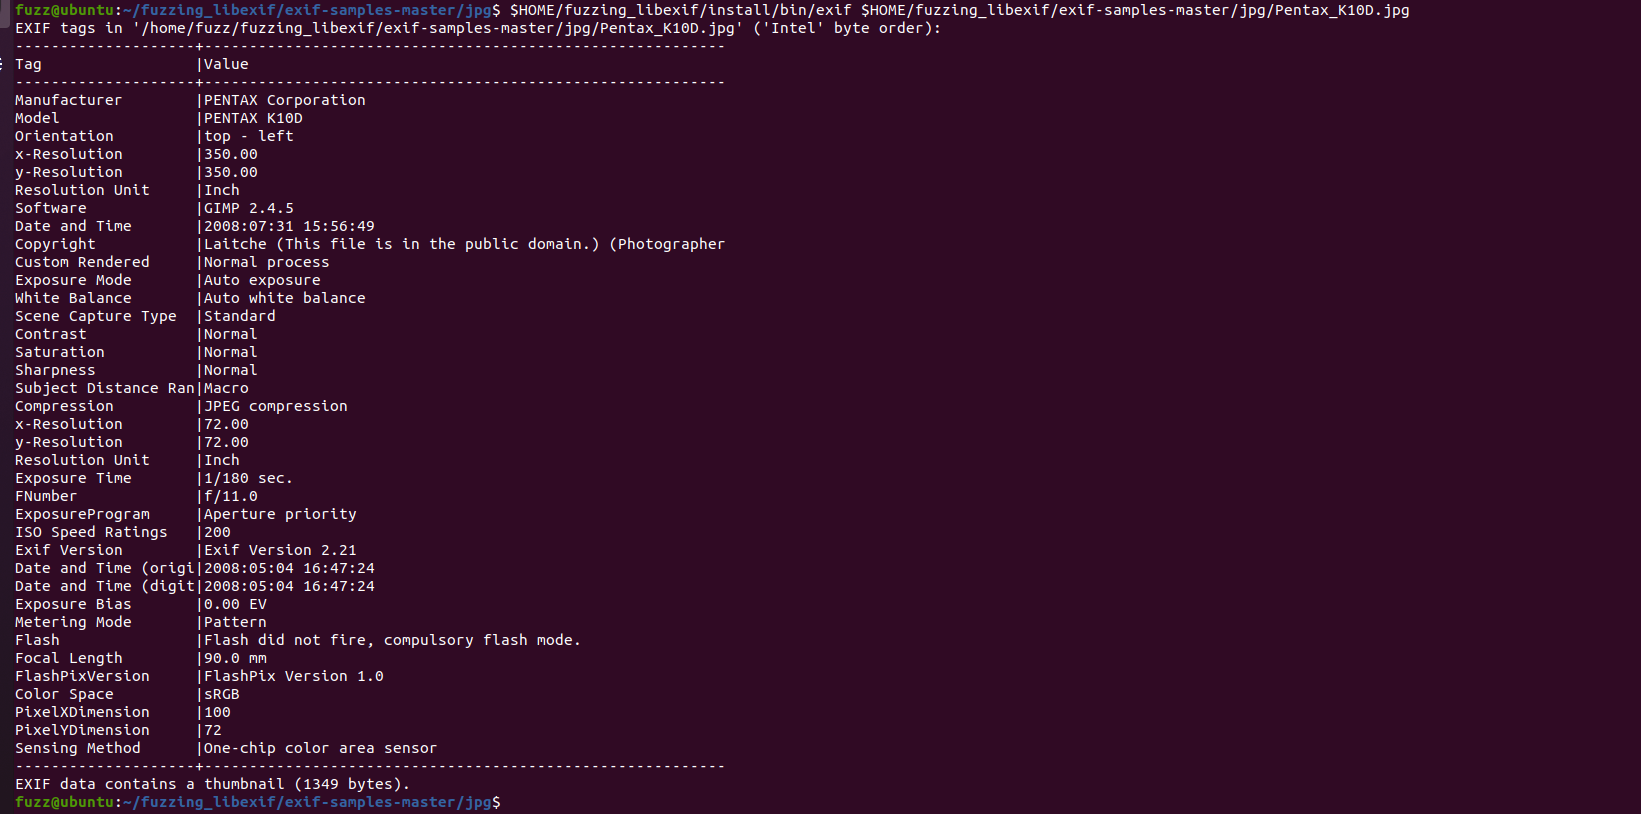 fuzz@ubuntu:~/fuzzing_libexif/exif-samples-master/jpg$ $HOME/fuzzing_libexif/install/bin/exif $HOME/fuzzing_libexif/exif-samples-master/jpg/Pentax_K10D.jpg
EXIF tags in '/home/fuzz/fuzzing_libexif/exif-samples-master/jpg/Pentax_K10D.jpg' ('Intel' byte order):
--------------------+----------------------------------------------------------
Tag                 |Value
--------------------+----------------------------------------------------------
Manufacturer        |PENTAX Corporation
Model               |PENTAX K10D
Orientation         |top - left
x-Resolution        |350.00
y-Resolution        |350.00
Resolution Unit     |Inch
Software            |GIMP 2.4.5
Date and Time       |2008:07:31 15:56:49
Copyright           |Laitche (This file is in the public domain.) (Photographer
Custom Rendered     |Normal process
Exposure Mode       |Auto exposure
White Balance       |Auto white balance
Scene Capture Type  |Standard
Contrast            |Normal
Saturation          |Normal
Sharpness           |Normal
Subject Distance Ran|Macro
Compression         |JPEG compression
x-Resolution        |72.00
y-Resolution        |72.00
Resolution Unit     |Inch
Exposure Time       |1/180 sec.
FNumber             |f/11.0
ExposureProgram     |Aperture priority
ISO Speed Ratings   |200
Exif Version        |Exif Version 2.21
Date and Time (origi|2008:05:04 16:47:24
Date and Time (digit|2008:05:04 16:47:24
Exposure Bias       |0.00 EV
Metering Mode       |Pattern
Flash               |Flash did not fire, compulsory flash mode.
Focal Length        |90.0 mm
FlashPixVersion     |FlashPix Version 1.0
Color Space         |sRGB
PixelXDimension     |100
PixelYDimension     |72
Sensing Method      |One-chip color area sensor
--------------------+----------------------------------------------------------
EXIF data contains a thumbnail (1349 bytes).
fuzz@ubuntu:~/fuzzing_libexif/exif-samples-master/jpg$